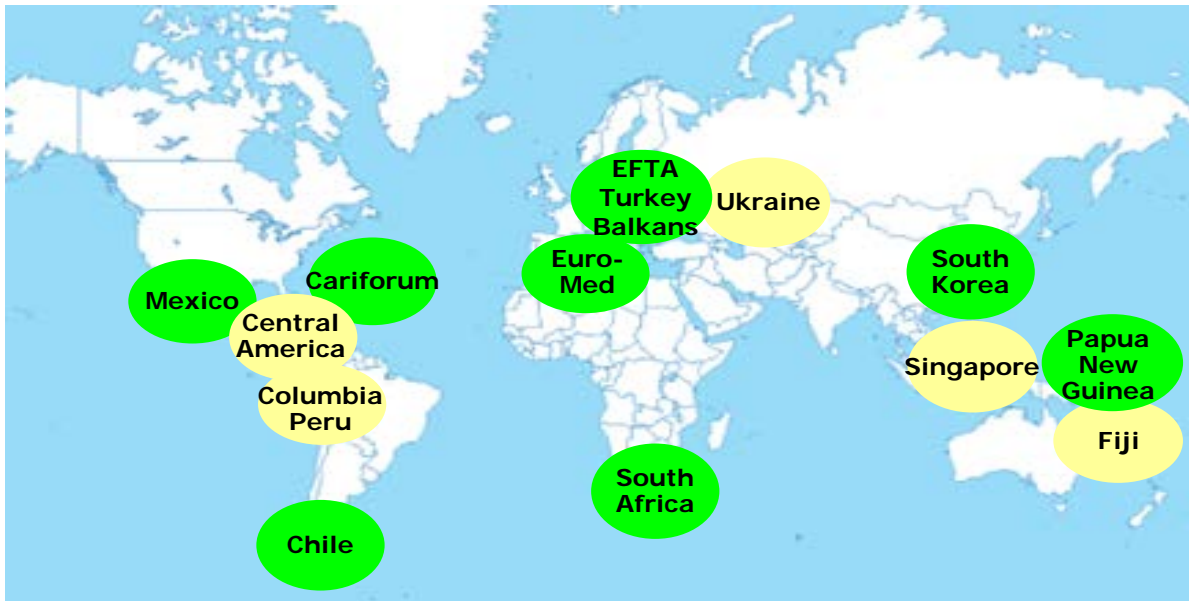 EFTA
Turkey
Balkans
Ukraine
Euro-
Med
South
Korea
Cariforum
Mexico
Central
America
Papua
New
Guinea
Singapore
Columbia
Peru
Fiji
South
Africa
Chile